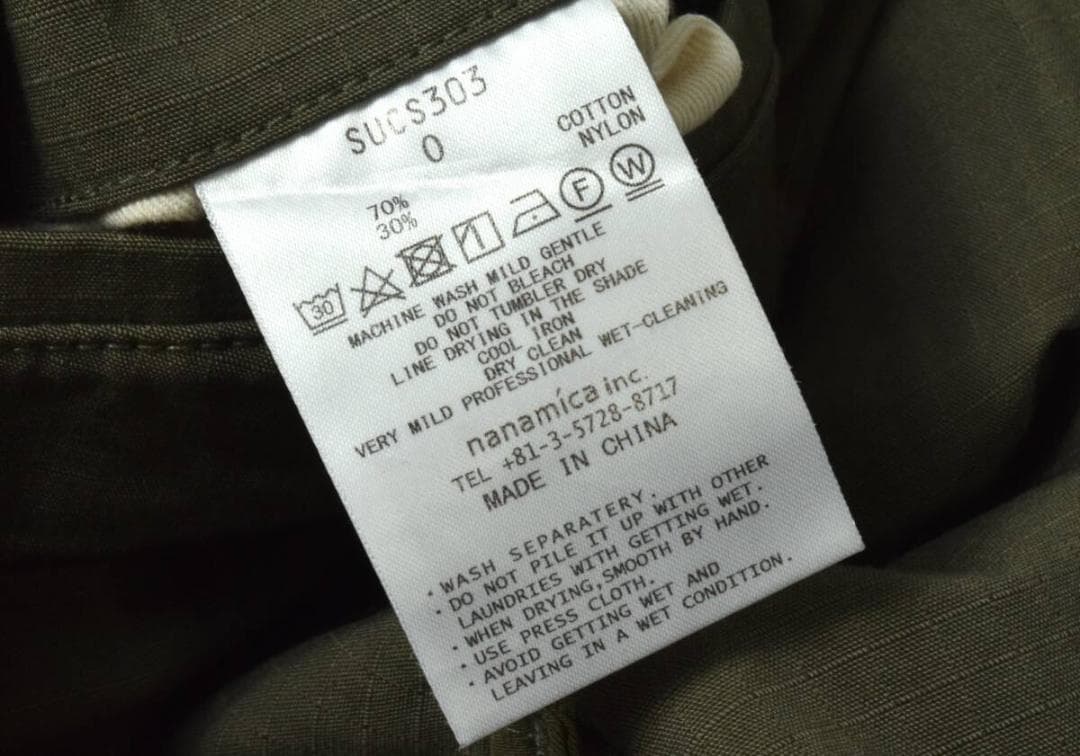 SUCS303
0
COTTON
NYLON
70%
30%
30 F W
MACHINE WASH MILD GENTLE
DO NOT BLEACH
DO NOT TUMBLER DRY
LINE DRYING IN THE SHADE
COOL IRON
DRY CLEAN
VERY MILD PROFESSIONAL WET-CLEANING
nanamica inc.
TEL +81-3-5728-8717
MADE IN CHINA
・WASH SEPARATERY.
・DO NOT PILE IT UP WITH OTHER
LAUNDRIES WITH GETTING WET.
・WHEN DRYING,SMOOTH BY HAND.
・USE PRESS CLOTH.
・AVOID GETTING WET AND
LEAVING IN A WET CONDITION.